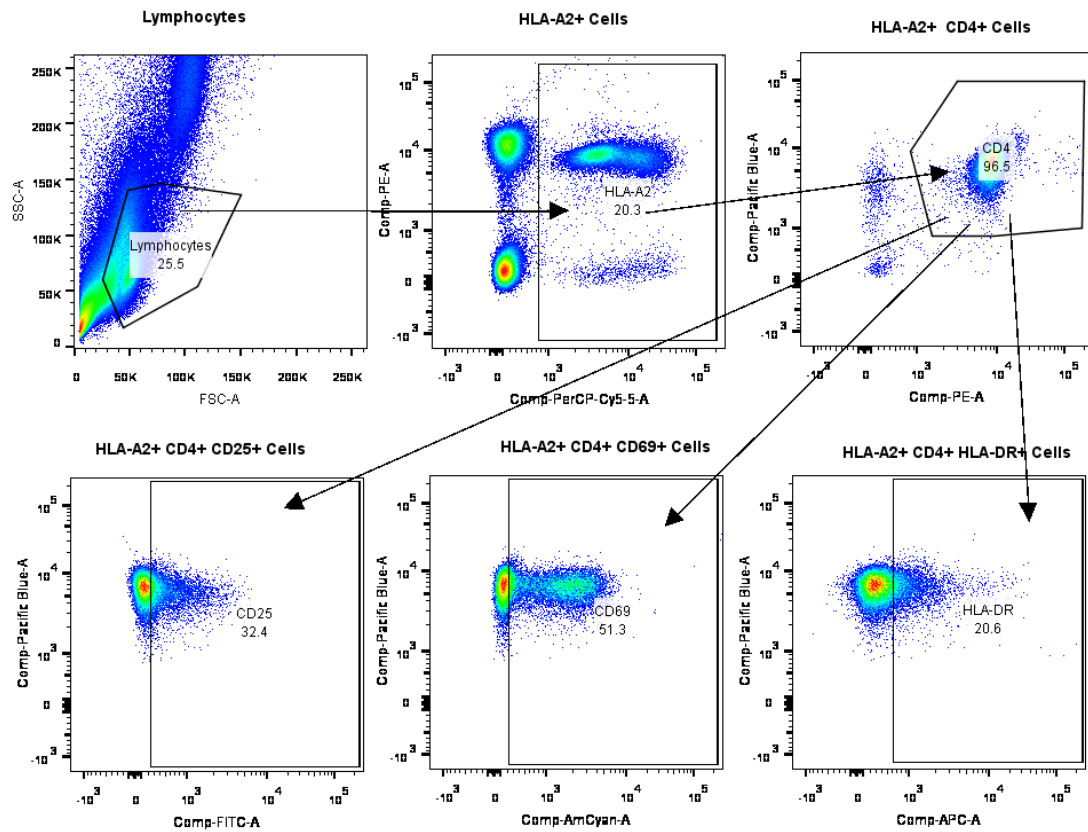 Lymphocytes
HLA-A2+ Cells
HLA-A2+ CD4+ Cells
250K
200K
150K
100K
50K
0
SSC-A
Lymphocytes
25.5
0 50K 100K 150K 200K 250K
FSC-A
10^5
10^4
10^3
0
-10^3
Comp-PE-A
HLA-A2
20.3
-10^3 0 10^3 10^4 10^5
Comp-PerCP-Cy5-5-A
10^5
10^4
10^3
0
-10^3
Comp-Pacific Blue-A
CD4
96.5
-10^3 0 10^3 10^4 10^5
Comp-PE-A
HLA-A2+ CD4+ CD25+ Cells
HLA-A2+ CD4+ CD69+ Cells
HLA-A2+ CD4+ HLA-DR+ Cells
10^5
10^4
10^3
0
-10^3
Comp-Pacific Blue-A
CD25
32.4
-10^3 0 10^3 10^4 10^5
Comp-FITC-A
10^5
10^4
10^3
0
-10^3
Comp-Pacific Blue-A
CD69
51.3
-10^3 0 10^3 10^4 10^5
Comp-AmCyan-A
10^5
10^4
10^3
0
-10^3
Comp-Pacific Blue-A
HLA-DR
20.6
-10^3 0 10^3 10^4 10^5
Comp-APC-A